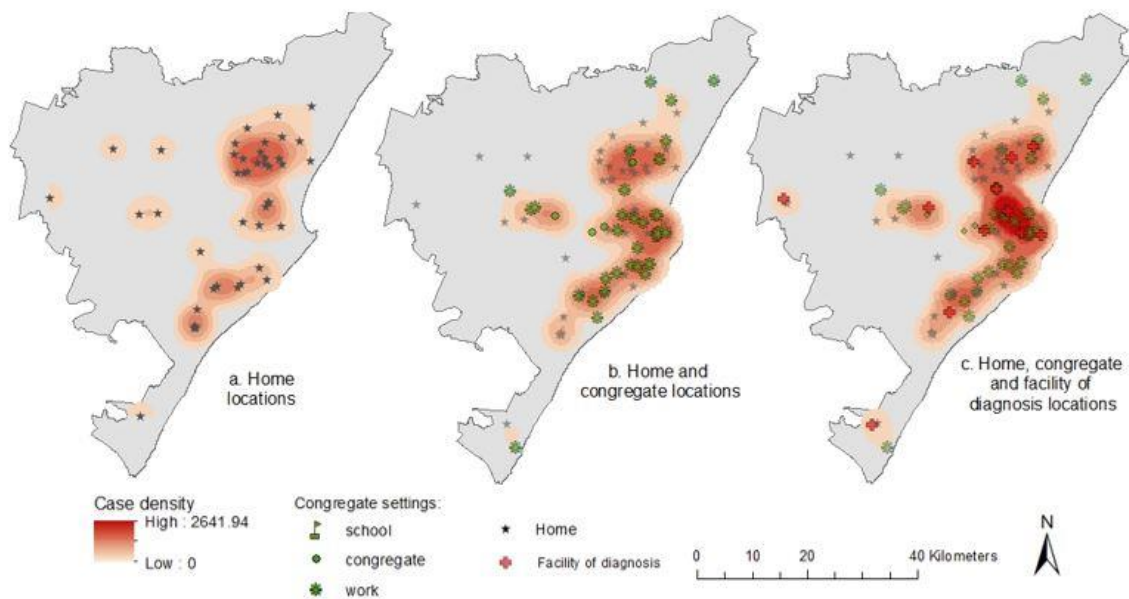 a. Home
locations
b. Home and
congregate locations
c. Home, congregate
and facility of
diagnosis locations
Case density
High : 2641.94
Low : 0
Congregate settings:
school
congregate
work
Home
Facility of diagnosis
0 10 20 40 Kilometers
N